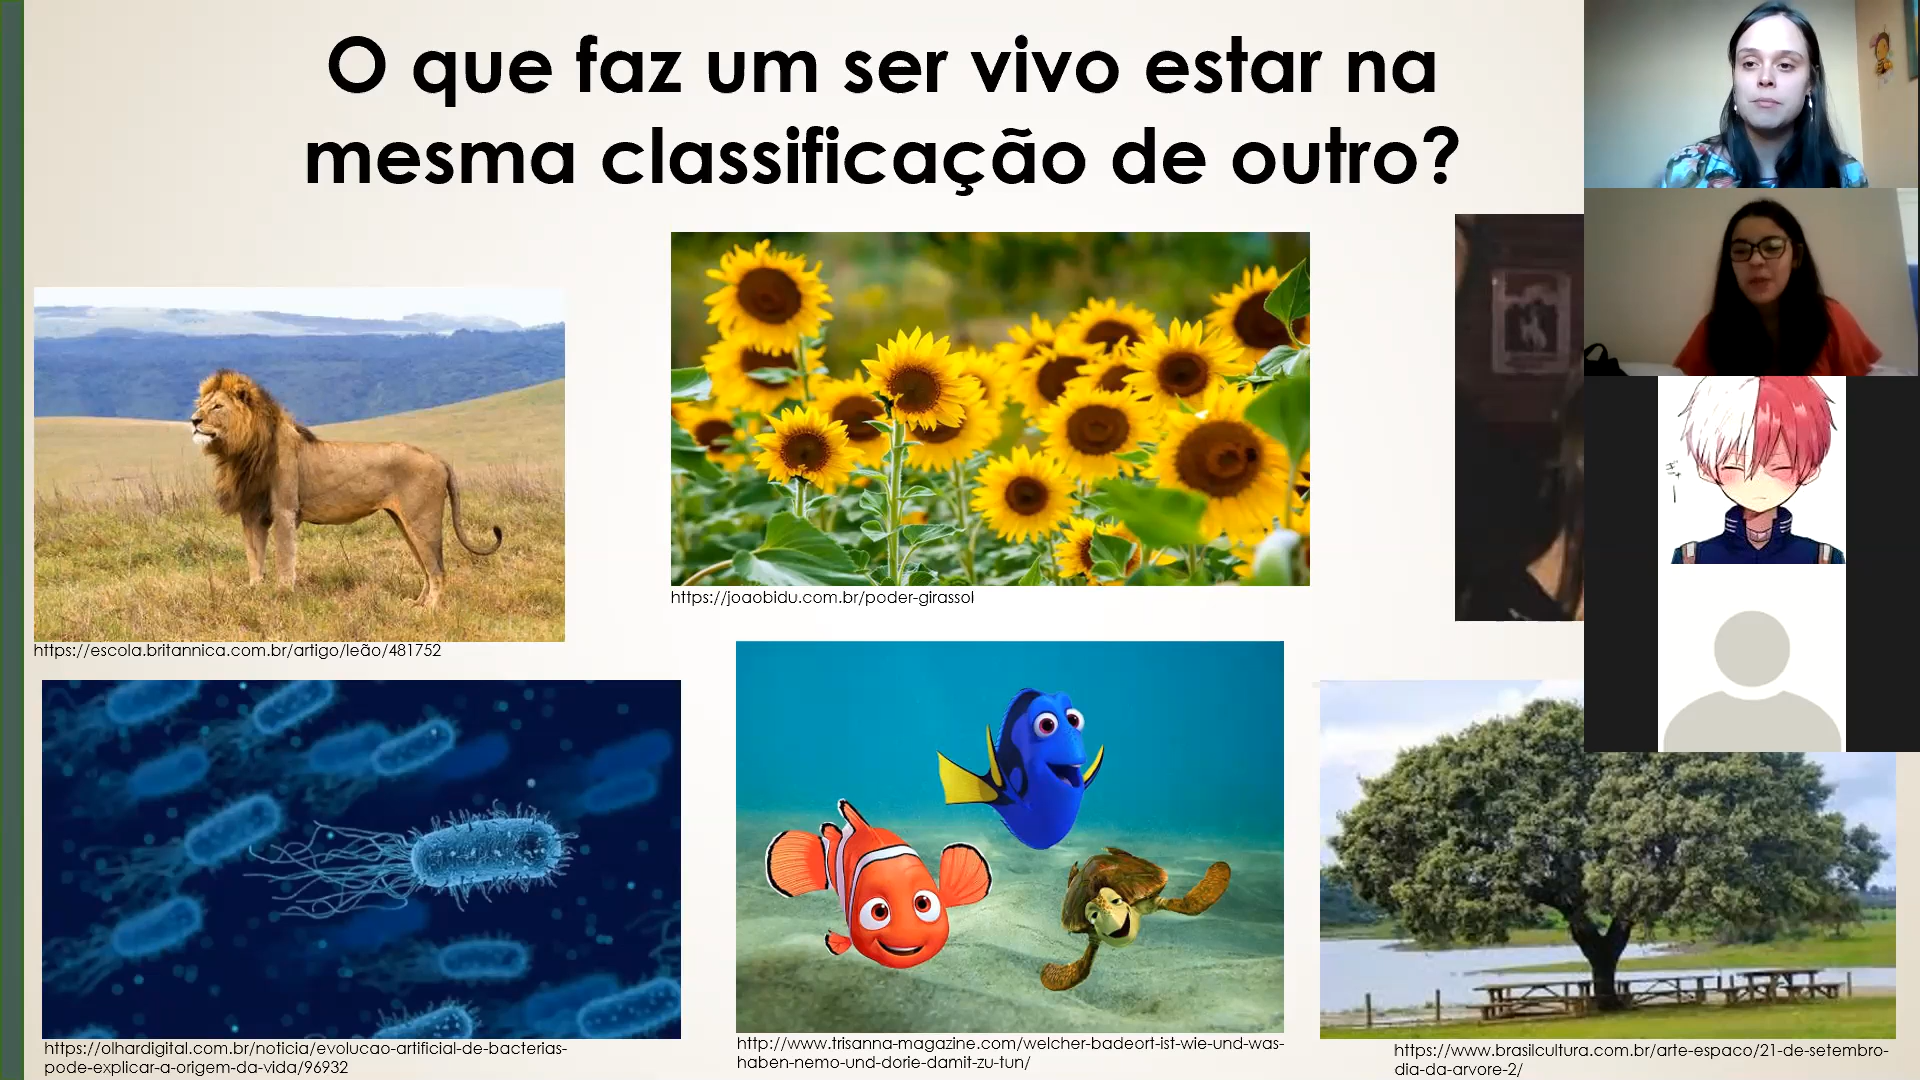 O que faz um ser vivo estar na
mesma classificação de outro?
https://joaobidu.com.br/poder-girassol
https://escola.britannica.com.br/artigo/leão/481752
https://olhardigital.com.br/noticia/evolucao-artificial-de-bacterias-
pode-explicar-a-origem-da-vida/96932
http://www.trisanna-magazine.com/welcher-badeort-ist-wie-und-was-
haben-nemo-und-dorie-damit-zu-tun/
https://www.brasilcultura.com.br/arte-espaco/21-de-setembro-
dia-da-arvore-2/